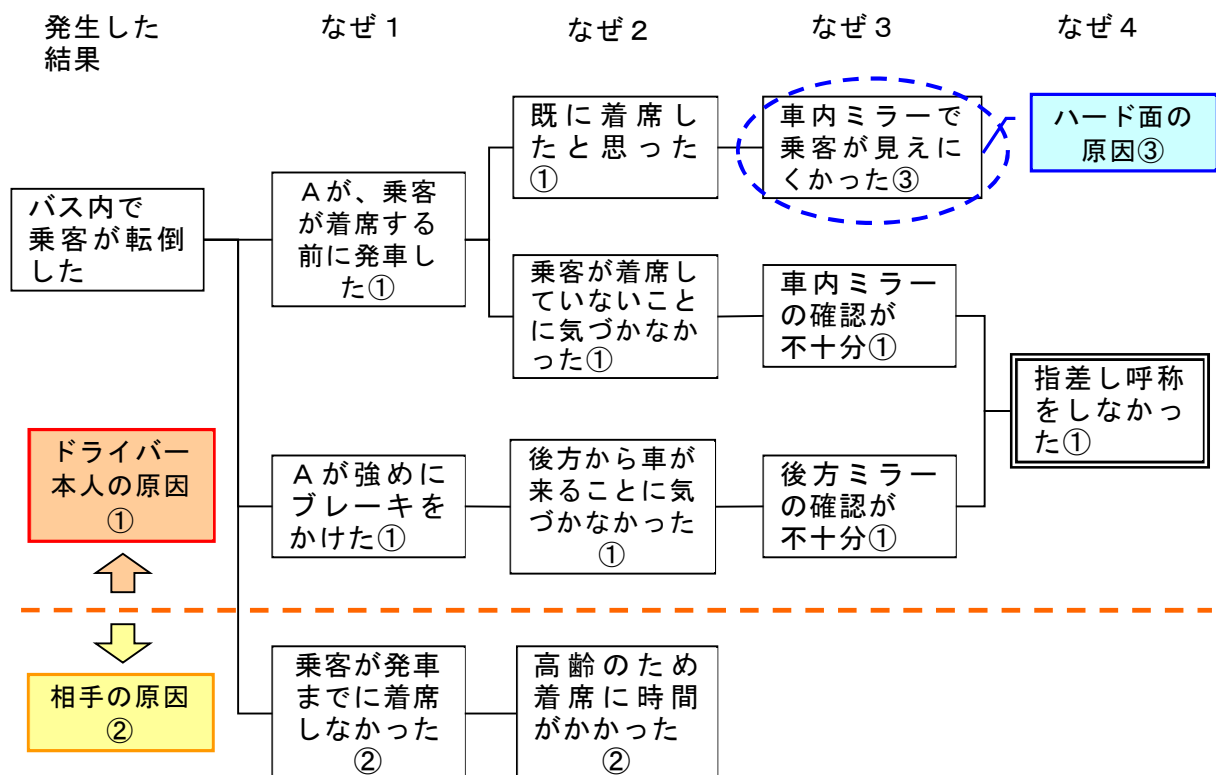 発生した
結果
なぜ１
なぜ２
なぜ３
なぜ４
バス内で
乗客が転倒
した
Ａが、乗客
が着席する
前に発車し
た①
既に着席し
たと思った
①
車内ミラーで
乗客が見えに
くかった③
ハード面の
原因③
乗客が着席し
ていないこと
に気づかなか
った①
車内ミラー
の確認が
不十分①
指差し呼称
をしなかっ
た①
ドライバー
本人の原因
①
Ａが強めに
ブレーキを
かけた①
後方から車が
来ることに気
づかなかった
①
後方ミラー
の確認が
不十分①
相手の原因
②
乗客が発車
までに着席
しなかった
②
高齢のため
着席に時間
がかかった
②